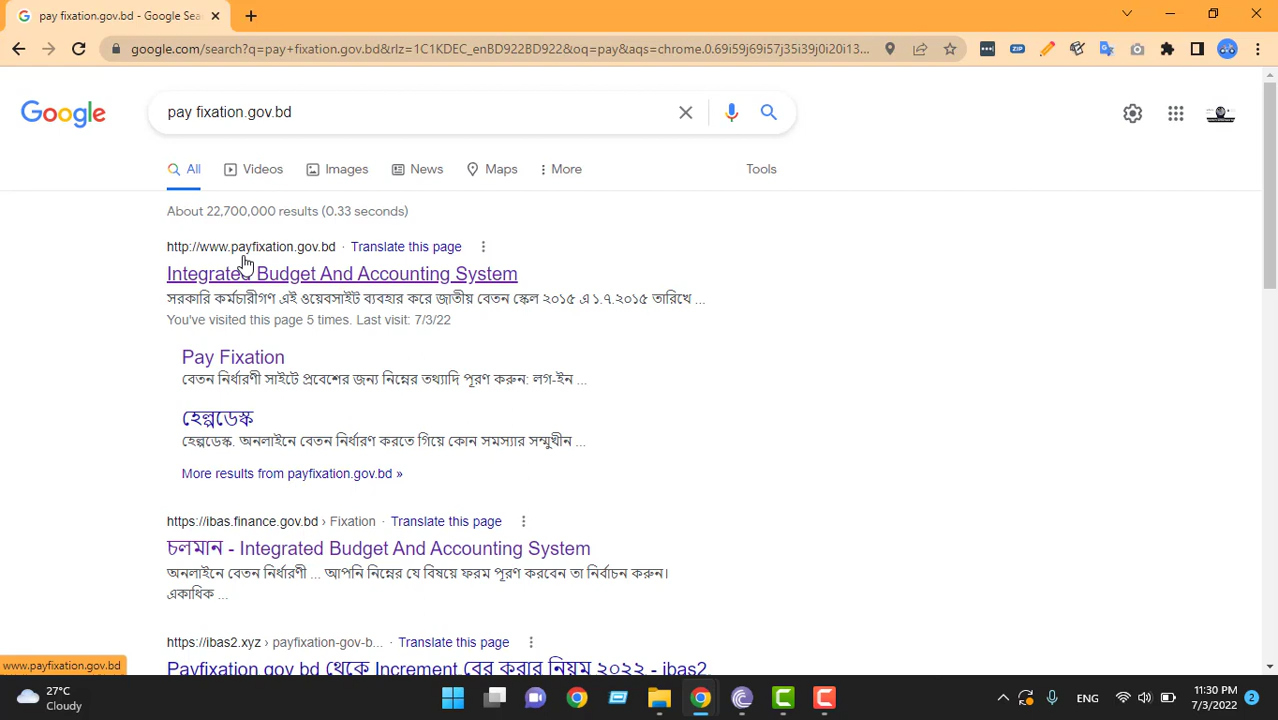 pay fixation.gov.bd - Google Sea
google.com/search?q=pay+fixation.gov.bd&rlz=1C1KDEC_enBD922BD922&oq=pay&aqs=chrome.0.69i59j69i57j35i39j0i20i13...
ZIP
Google
pay fixation.gov.bd
All
Videos
Images
News
Maps
More
Tools
About 22,700,000 results (0.33 seconds)
http://www.payfixation.gov.bd · Translate this page
Integrated Budget And Accounting System
সরকারি কর্মচারীগণ এই ওয়েবসাইট ব্যবহার করে জাতীয় বেতন স্কেল ২০১৫ এ ১.৭.২০১৫ তারিখে ...
You've visited this page 5 times. Last visit: 7/3/22
Pay Fixation
বেতন নির্ধারণী সাইটে প্রবেশের জন্য নিম্নের তথ্যাদি পূরণ করুন: লগ-ইন ...
হেল্পডেস্ক
হেল্পডেস্ক. অনলাইনে বেতন নির্ধারণ করতে গিয়ে কোন সমস্যার সন্মুখীন ...
More results from payfixation.gov.bd »
https://ibas.finance.gov.bd › Fixation · Translate this page
চলমান - Integrated Budget And Accounting System
অনলাইনে বেতন নির্ধারণী ... আপনি নিম্নের যে বিষয়ে ফরম পূরণ করবেন তা নির্বাচন করুন।
একাধিক ...
https://ibas2.xyz › payfixation-gov-b... · Translate this page
Payfixation gov bd থেকে Increment বের করার নিয়ম ২০২২ - ibas2
www.payfixation.gov.bd
27°C
Cloudy
ENG
11:30 PM
7/3/2022
2